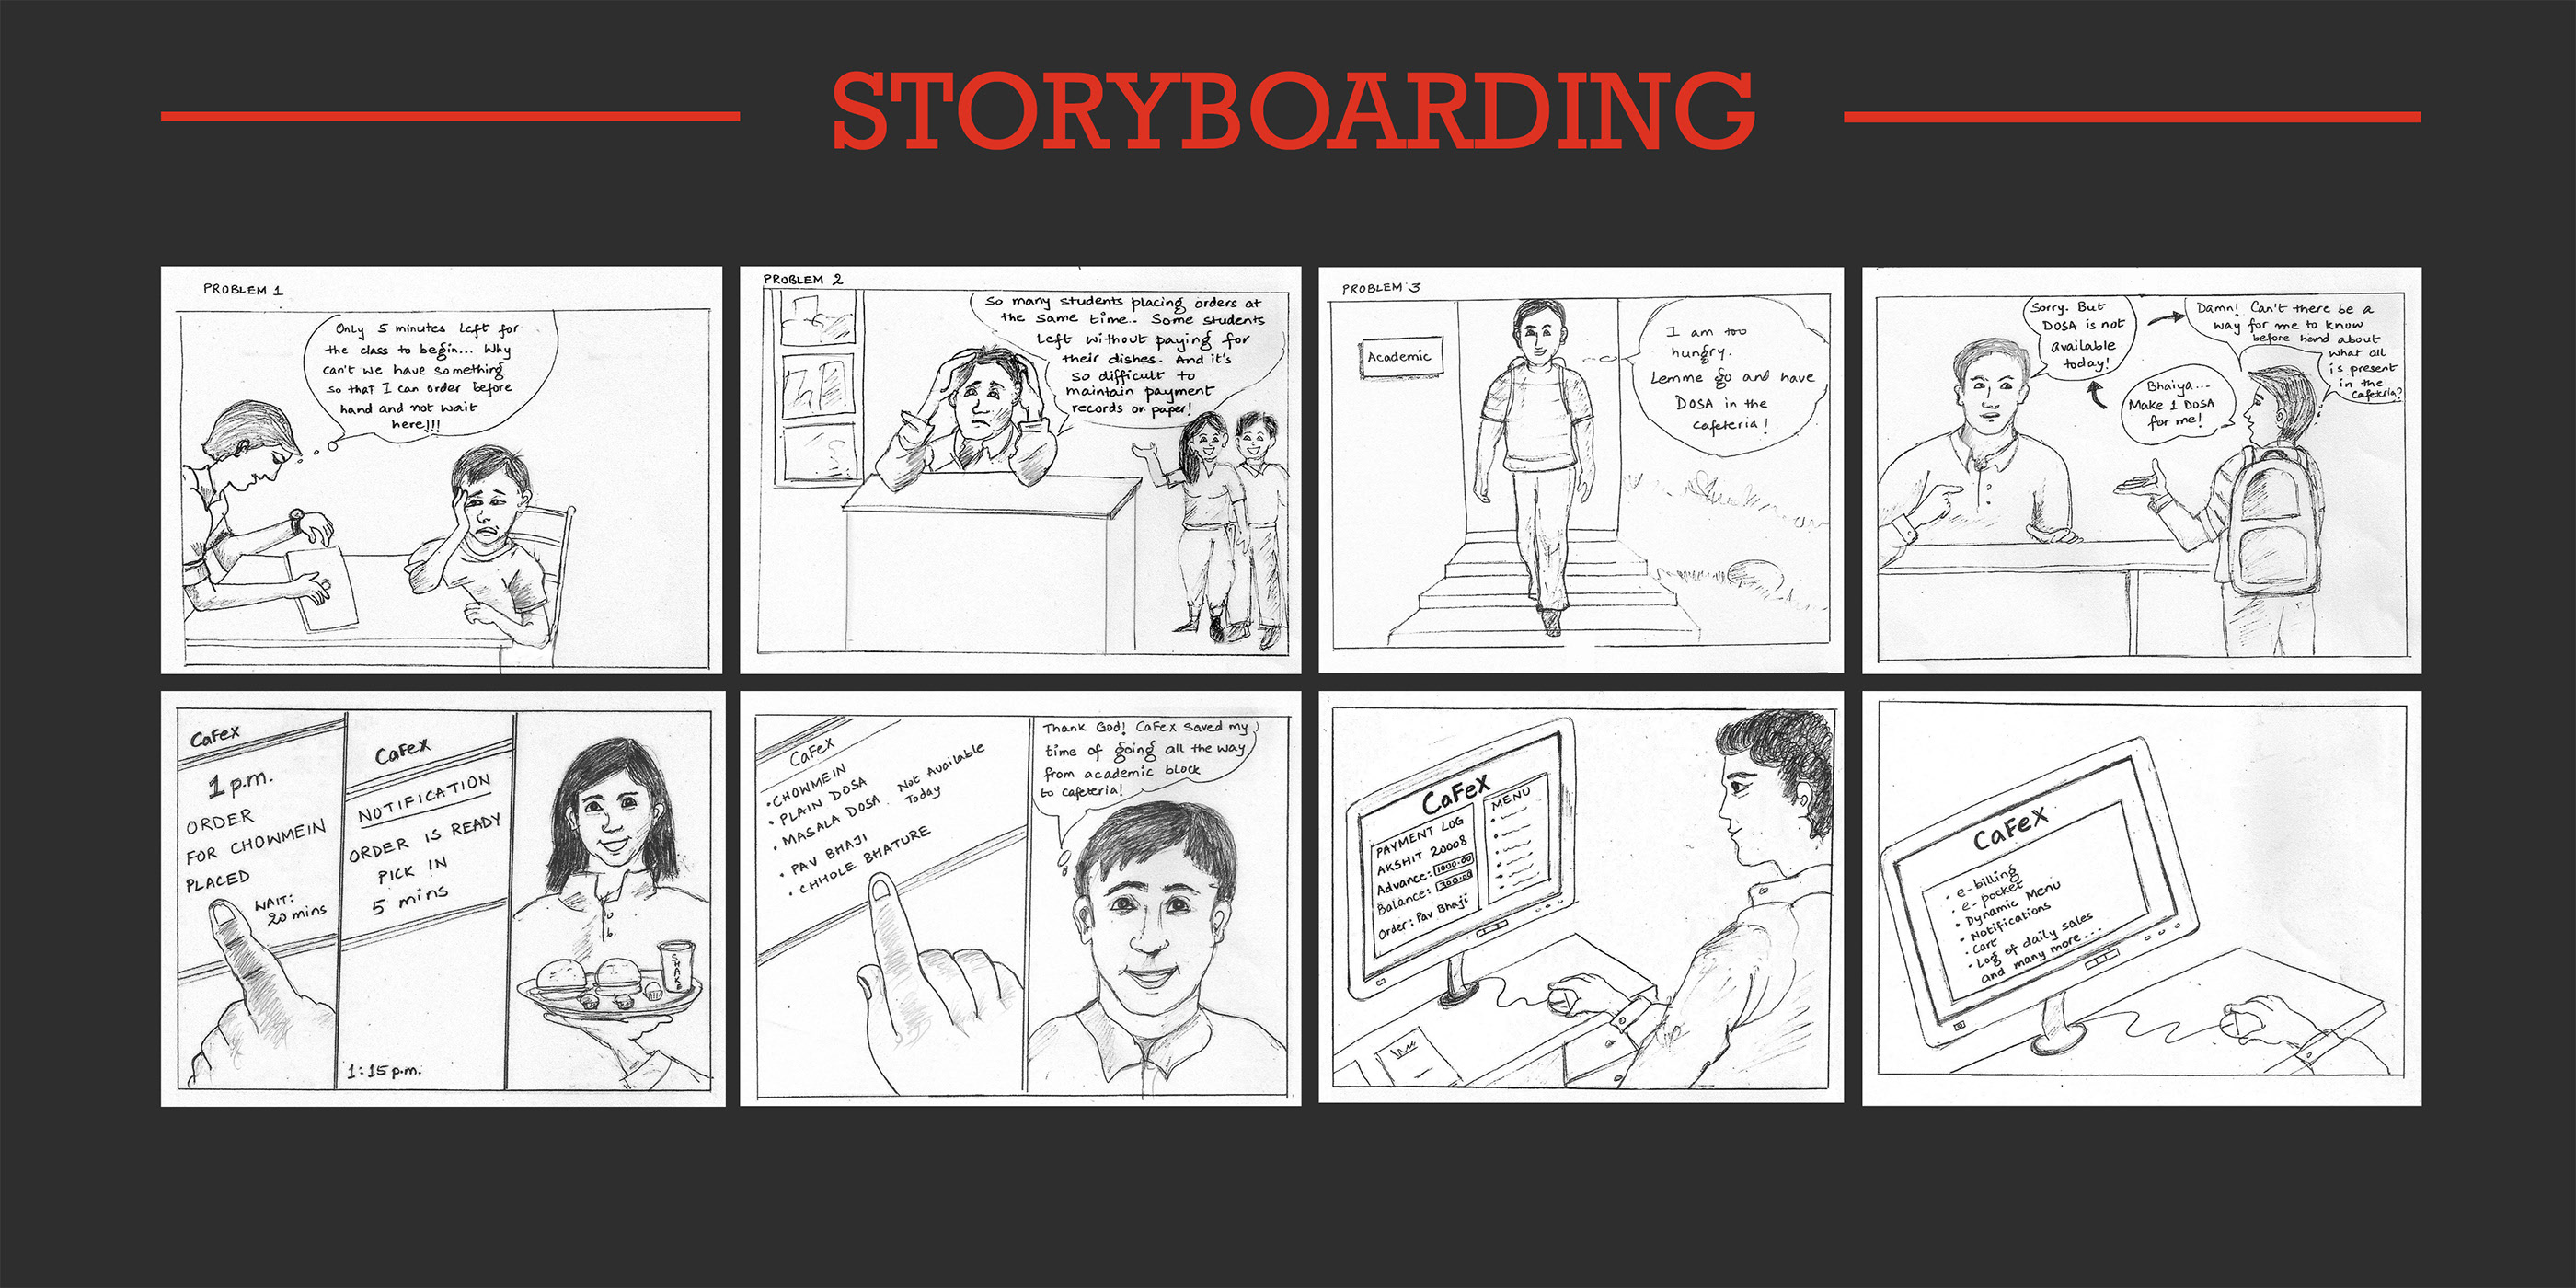 STORYBOARDING
PROBLEM 1
Only 5 minutes left for
the class to begin... Why
can't we have something
so that I can order before
hand and not wait
here!!!
PROBLEM 2
So many students placing orders at
the same time.. Some students
left without paying for
their dishes. And it's
so difficult to
maintain payment
records or paper!
PROBLEM 3
Academic
I am too
hungry.
Lemme go and have
DOSA in the
cafeteria!
Sorry. But
DOSA is not
available
today!
Bhaiya...
Make 1 DOSA
for me!
Damn! Can't there be a
way for me to know
before hand about
what all
is present
in the
cafeteria?
CaFex
1 p.m.
ORDER
FOR CHOWMEIN
PLACED
WAIT:
20 mins
CaFex
NOTIFICATION
ORDER IS READY
PICK IN
5 mins
1:15 p.m.
SHAKE
CaFex
• CHOWMEIN
• PLAIN DOSA
• MASALA DOSA Not Available
Today
• PAV BHAJI
• CHHOLE BHATURE
Thank God! CaFex saved my
time of going all the way
from academic block
to cafeteria!
CaFeX
PAYMENT LOG
AKSHIT 20008
Advance: 1000.00
Balance: 300.00
Order: Pav Bhaji
MENU
CaFeX
• e-billing
• e-pocket
• Dynamic Menu
• Notifications
• Cart
• Log of daily sales
and many more...